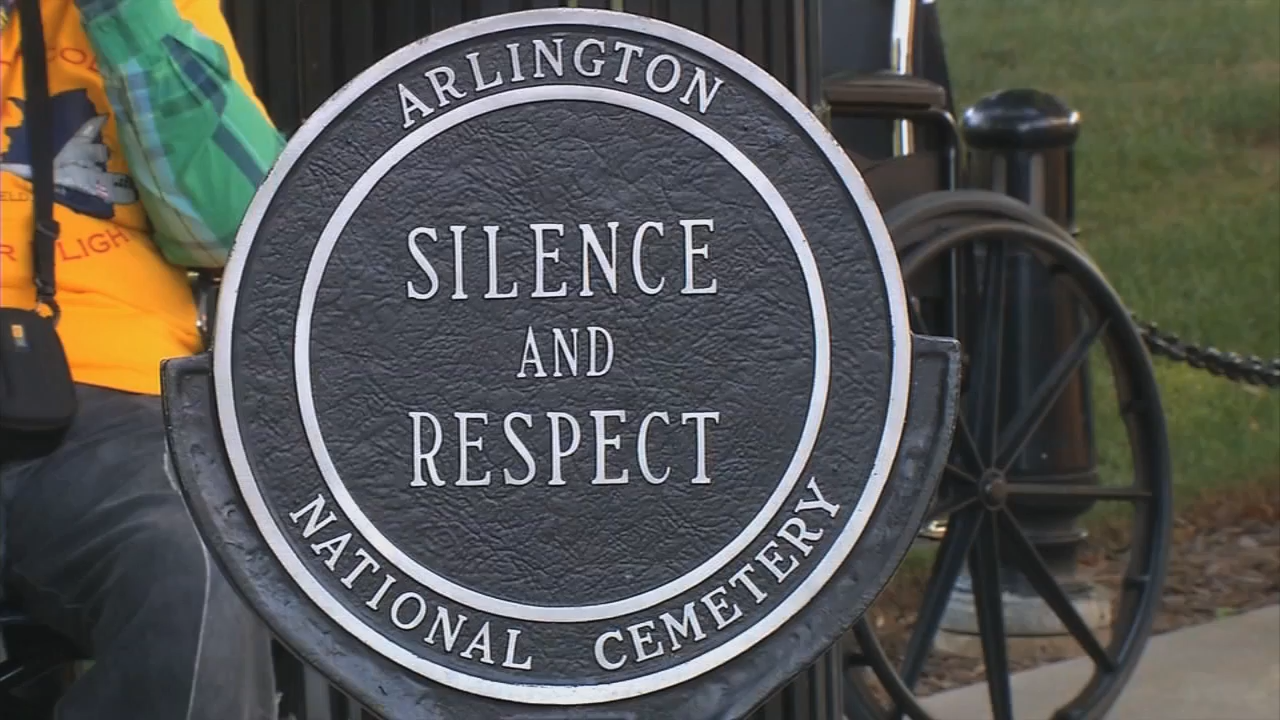 ARLINGTON
SILENCE
AND
RESPECT
NATIONAL CEMETERY